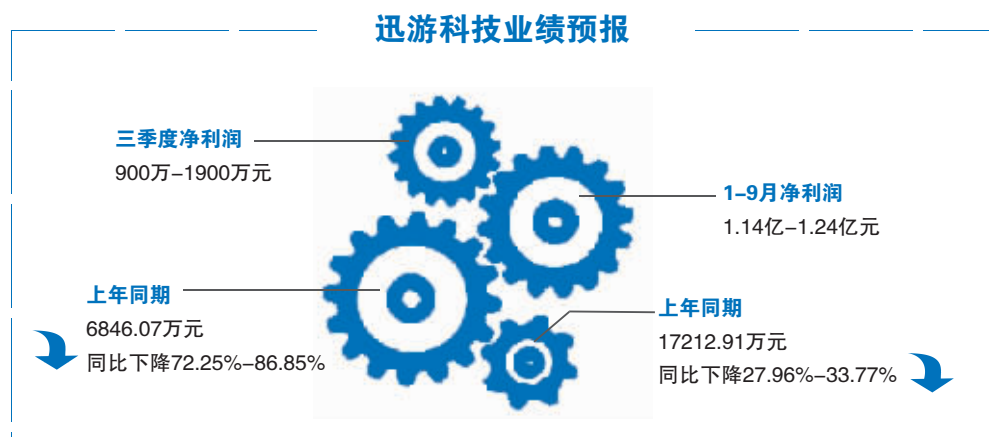 迅游科技业绩预报
三季度净利润
900万–1900万元
1–9月净利润
1.14亿–1.24亿元
上年同期
6846.07万元
同比下降72.25%–86.85%
上年同期
17212.91万元
同比下降27.96%–33.77%